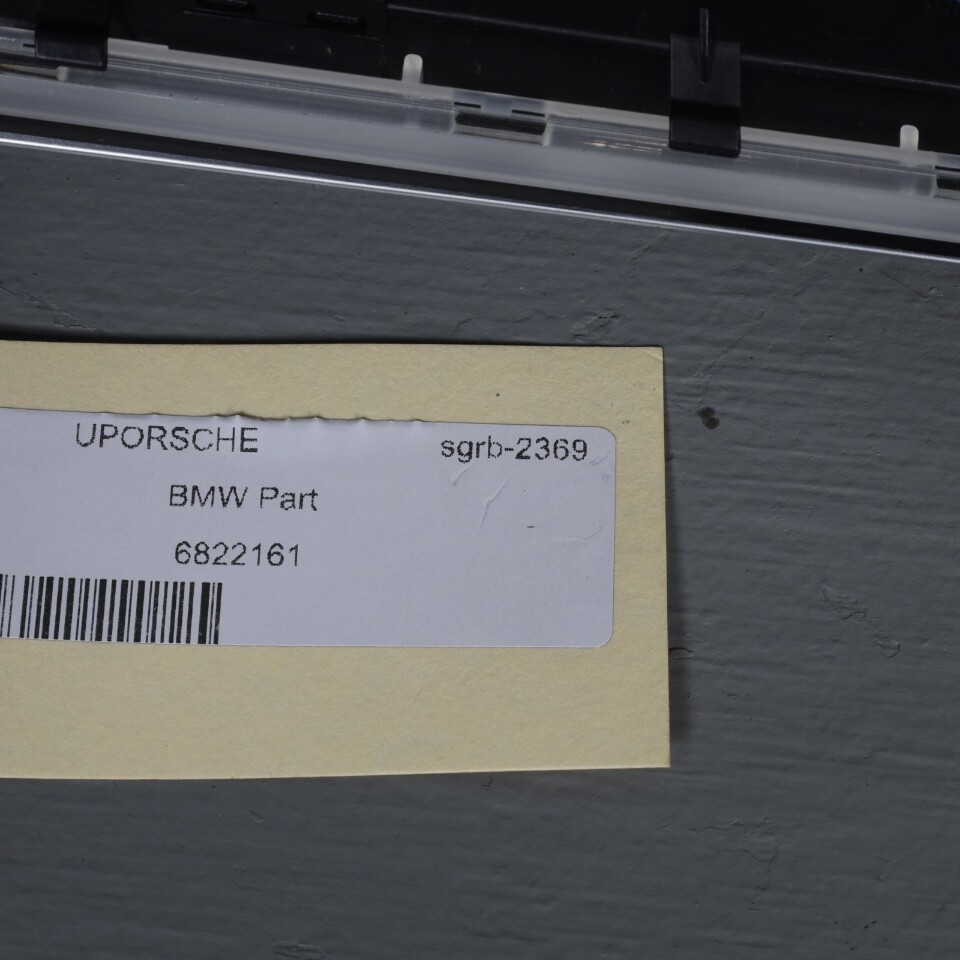 UPORSCHE sgrb-2369
BMW Part
6822161